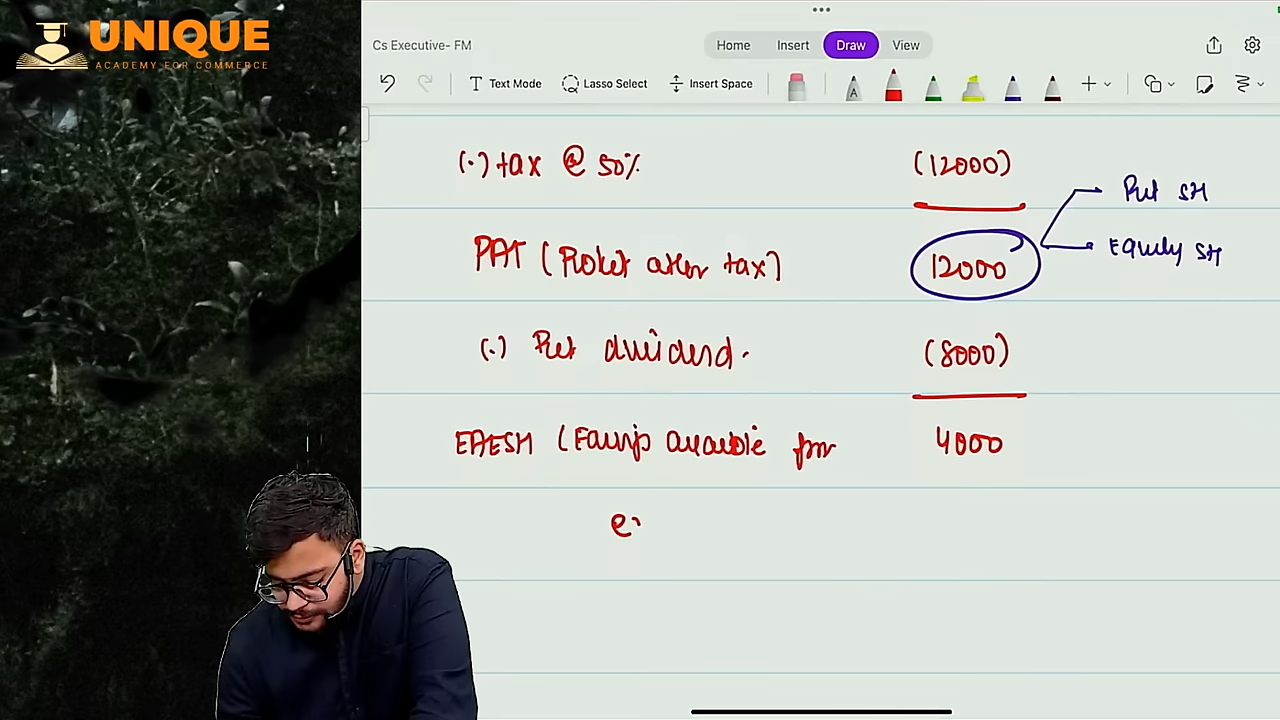 UNIQUE
ACADEMY FOR COMMERCE
Cs Executive- FM
Home Insert Draw View
Text Mode Lasso Select Insert Space
(-) tax @ 50% (12000)
Pref SH
Equity SH
PAT (Profit after tax) 12000
(-) Pref dividend. (8000)
EAESH (Earnings available for 4000
e